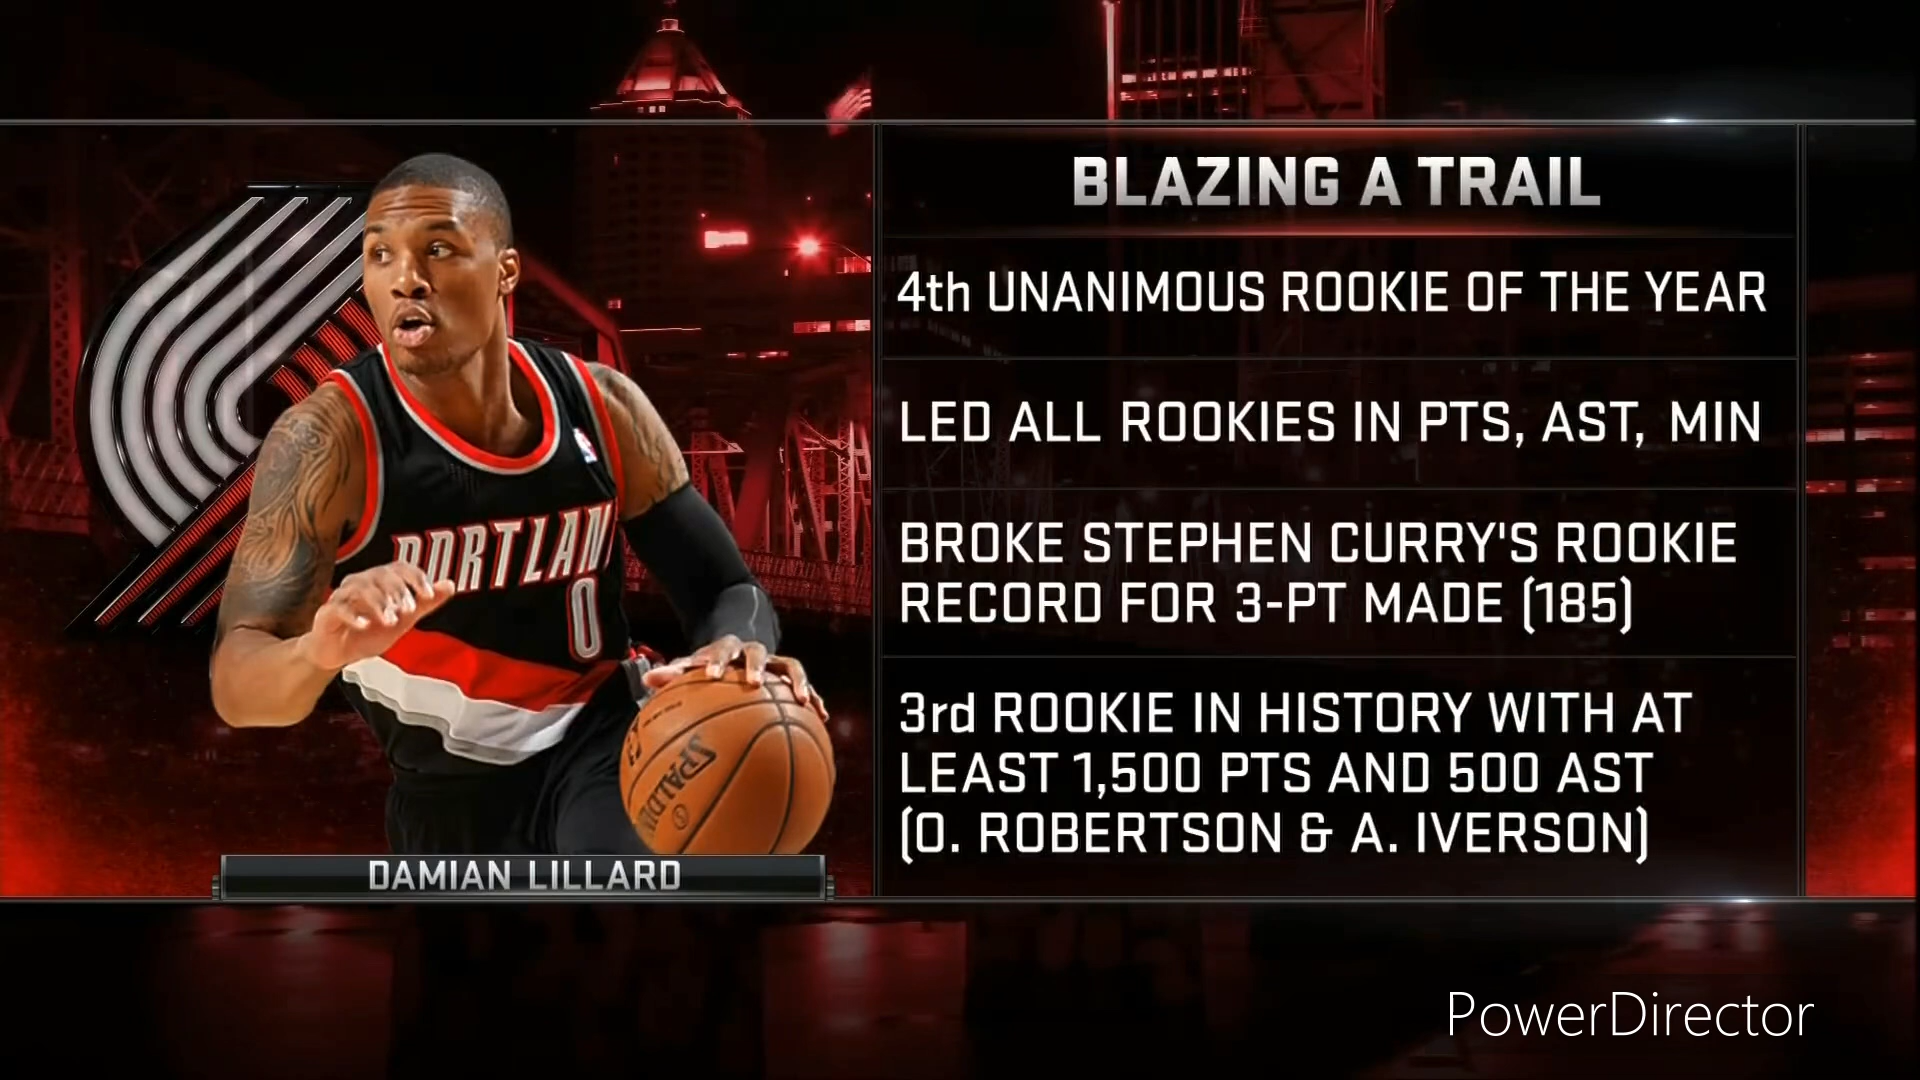 BLAZING A TRAIL
4th UNANIMOUS ROOKIE OF THE YEAR
LED ALL ROOKIES IN PTS, AST, MIN
BROKE STEPHEN CURRY'S ROOKIE
RECORD FOR 3-PT MADE (185)
3rd ROOKIE IN HISTORY WITH AT
LEAST 1,500 PTS AND 500 AST
(O. ROBERTSON & A. IVERSON)
PORTLAN
0
SPALDING
DAMIAN LILLARD
PowerDirector